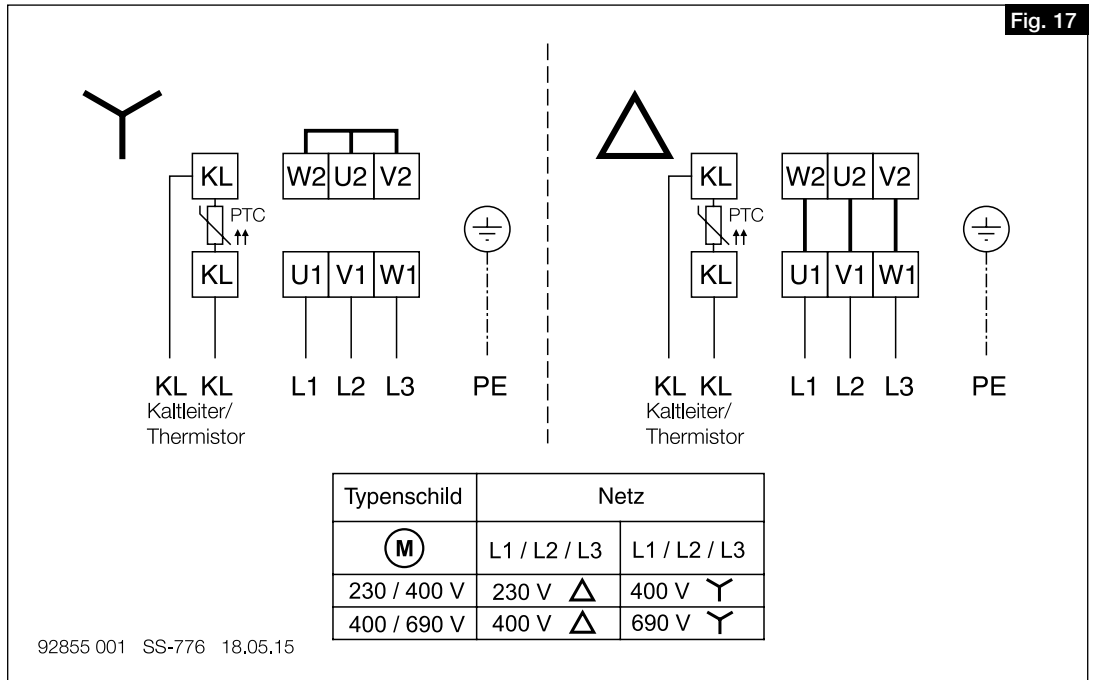 Fig. 17
KL W2 U2 V2
PTC
KL U1 V1 W1
KL KL L1 L2 L3 PE
Kaltleiter/
Thermistor
KL W2 U2 V2
PTC
KL U1 V1 W1
KL KL L1 L2 L3 PE
Kaltleiter/
Thermistor
Typenschild Netz
M L1 / L2 / L3 L1 / L2 / L3
230 / 400 V 230 V 400 V
400 / 690 V 400 V 690 V
92855 001 SS-776 18.05.15